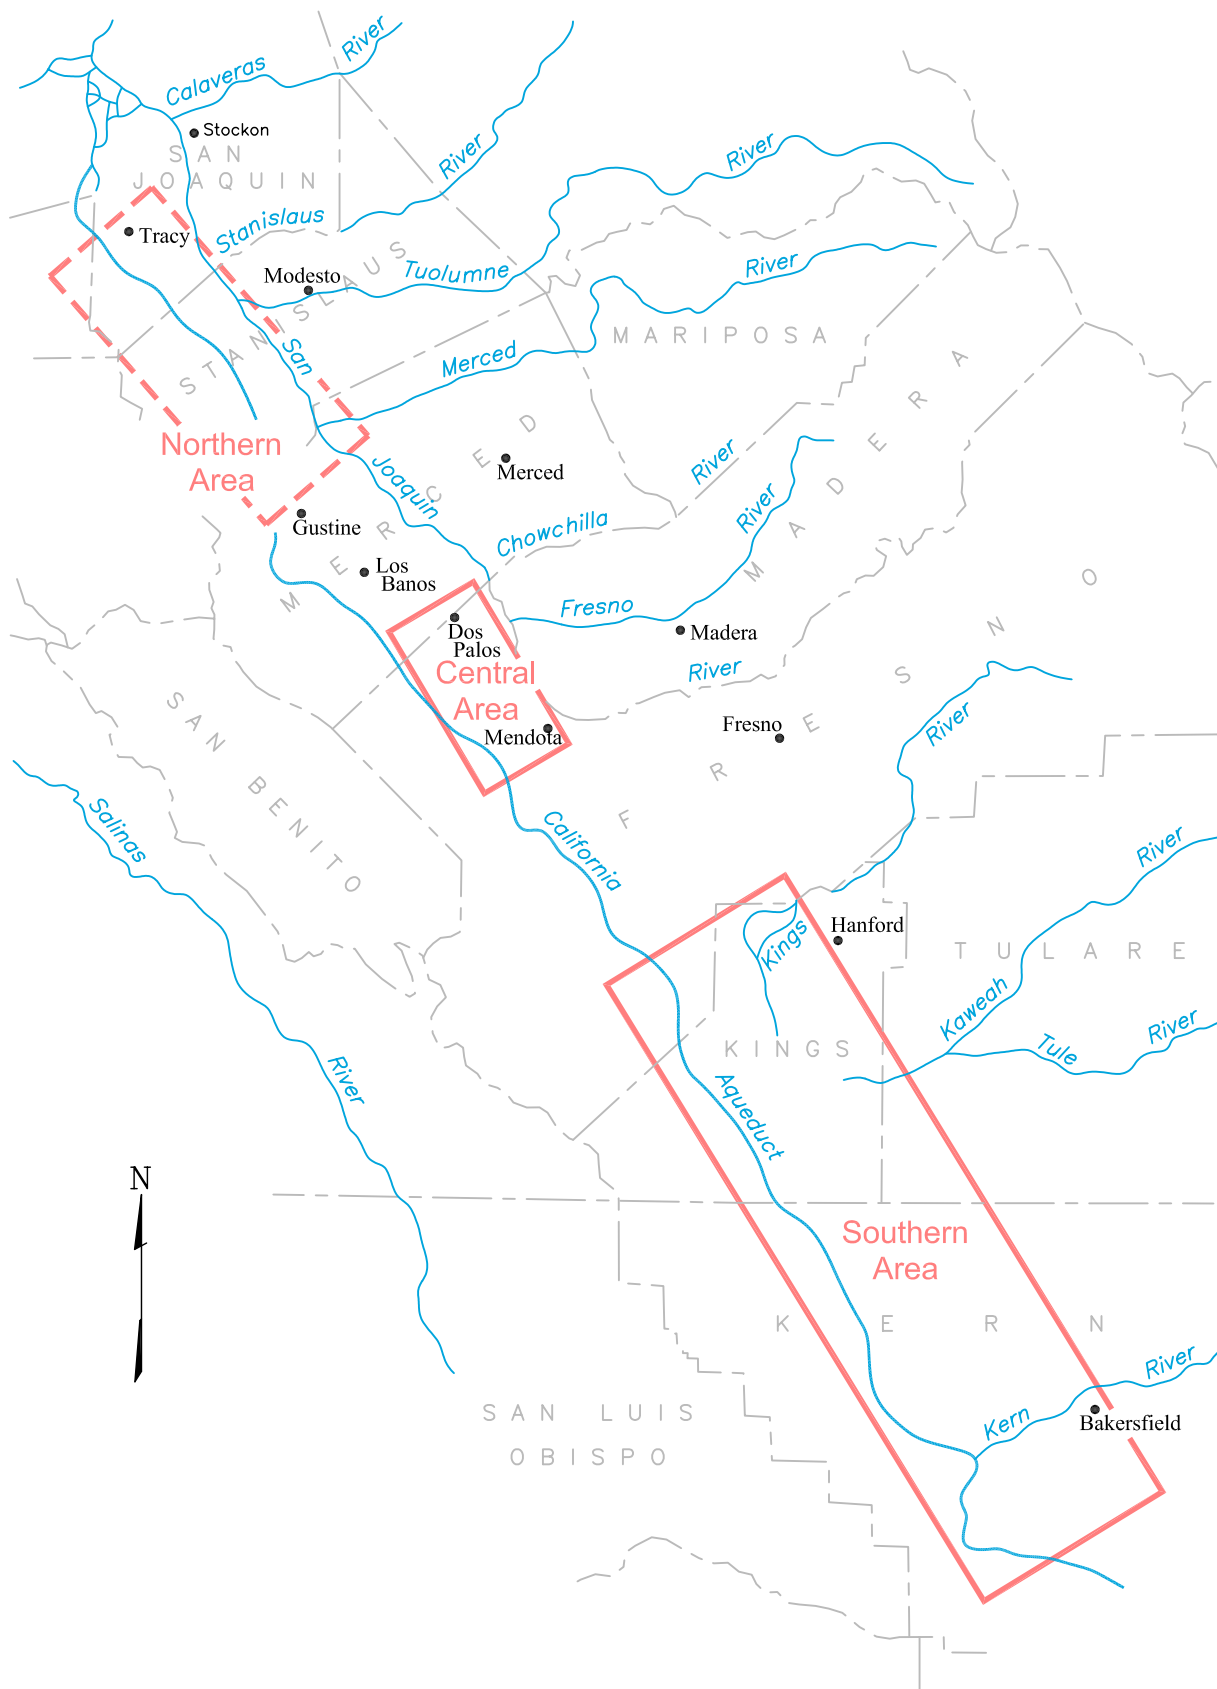 River
Calaveras
Stockon
SAN
JOAQUIN
River
River
Stanislaus
Tracy
Modesto
Tuolumne
River
STANISLAUS
MARIPOSA
San
Merced
Northern
Area
Joaquin
Merced
River
River
MADERA
Gustine
Chowchilla
Los
Banos
MERCED
Fresno
Dos
Palos
Madera
Central
Area
River
Mendota
Fresno
River
FRESNO
SAN BENITO
Salinas
River
California
River
Hanford
Kings
TULARE
Kaweah
KINGS
Tule
River
Aqueduct
N
Southern
Area
KERN
River
SAN LUIS
OBISPO
Kern
Bakersfield